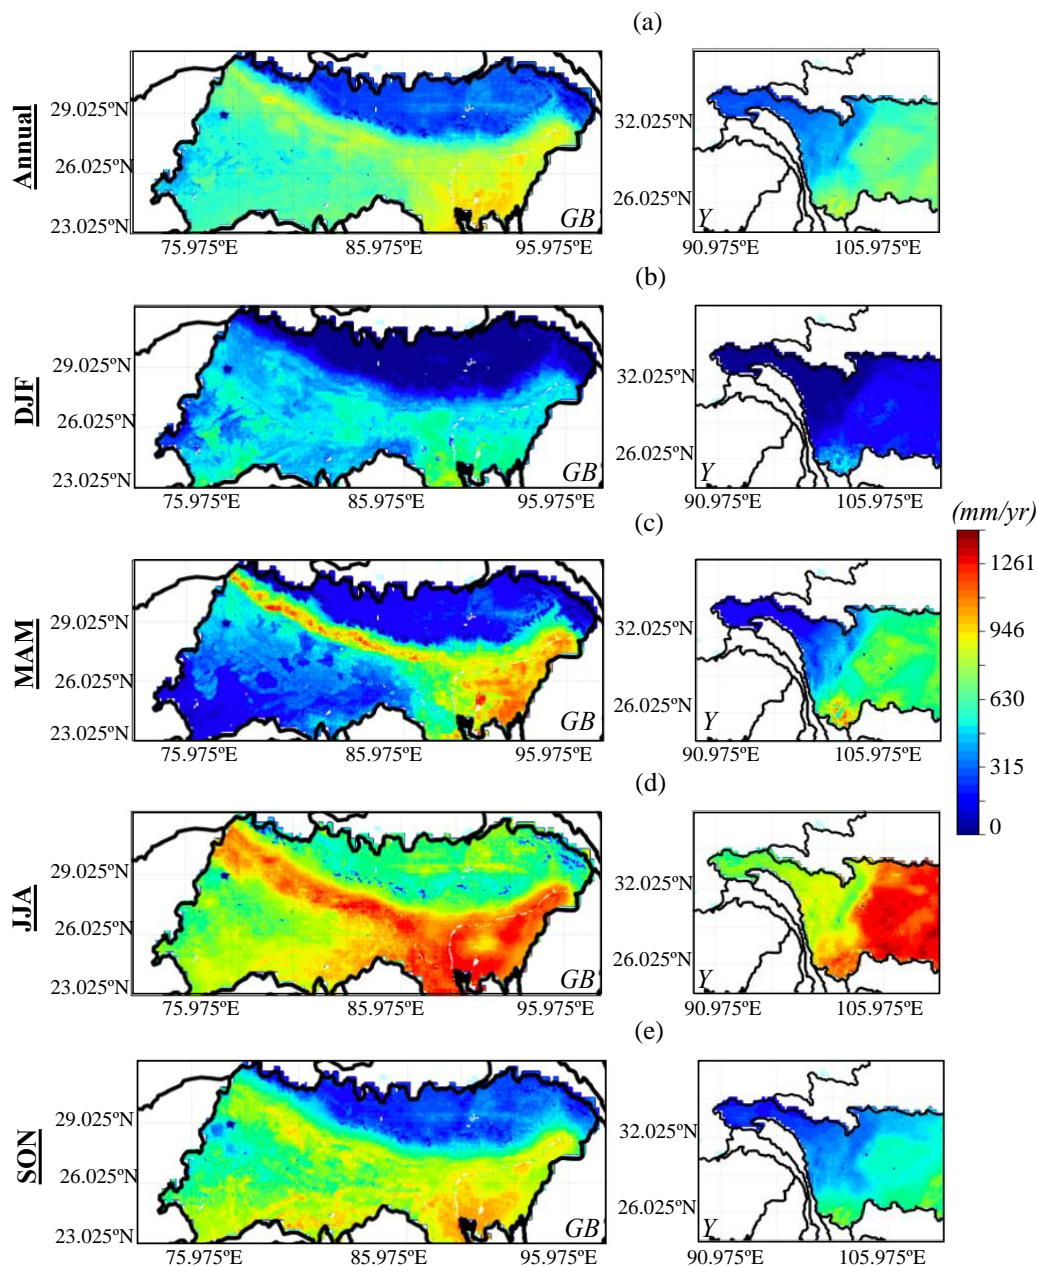 (a)
Annual
29.025ºN
26.025ºN
23.025ºN
GB
75.975ºE
85.975ºE
95.975ºE
32.025ºN
26.025ºN
Y
90.975ºE
105.975ºE
(b)
DJF
29.025ºN
26.025ºN
23.025ºN
GB
75.975ºE
85.975ºE
95.975ºE
32.025ºN
26.025ºN
Y
90.975ºE
105.975ºE
(c)
MAM
29.025ºN
26.025ºN
23.025ºN
GB
75.975ºE
85.975ºE
95.975ºE
32.025ºN
26.025ºN
Y
90.975ºE
105.975ºE
(mm/yr)
1261
946
630
315
0
(d)
JJA
29.025ºN
26.025ºN
23.025ºN
GB
75.975ºE
85.975ºE
95.975ºE
32.025ºN
26.025ºN
Y
90.975ºE
105.975ºE
(e)
SON
29.025ºN
26.025ºN
23.025ºN
GB
75.975ºE
85.975ºE
95.975ºE
32.025ºN
26.025ºN
Y
90.975ºE
105.975ºE